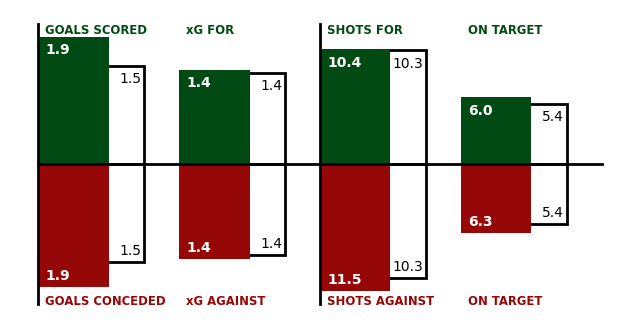 GOALS SCORED xG FOR SHOTS FOR ON TARGET
1.9 1.5 1.4 1.4 10.4 10.3 6.0 5.4
1.9 1.5 1.4 1.4 11.5 10.3 6.3 5.4
GOALS CONCEDED xG AGAINST SHOTS AGAINST ON TARGET